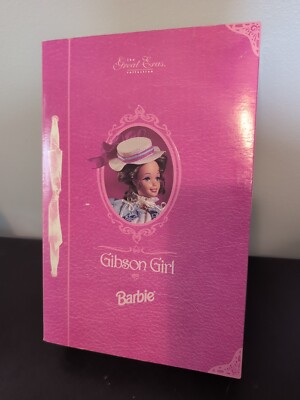 The
Great Eras
collection
Gibson Girl
Barbie